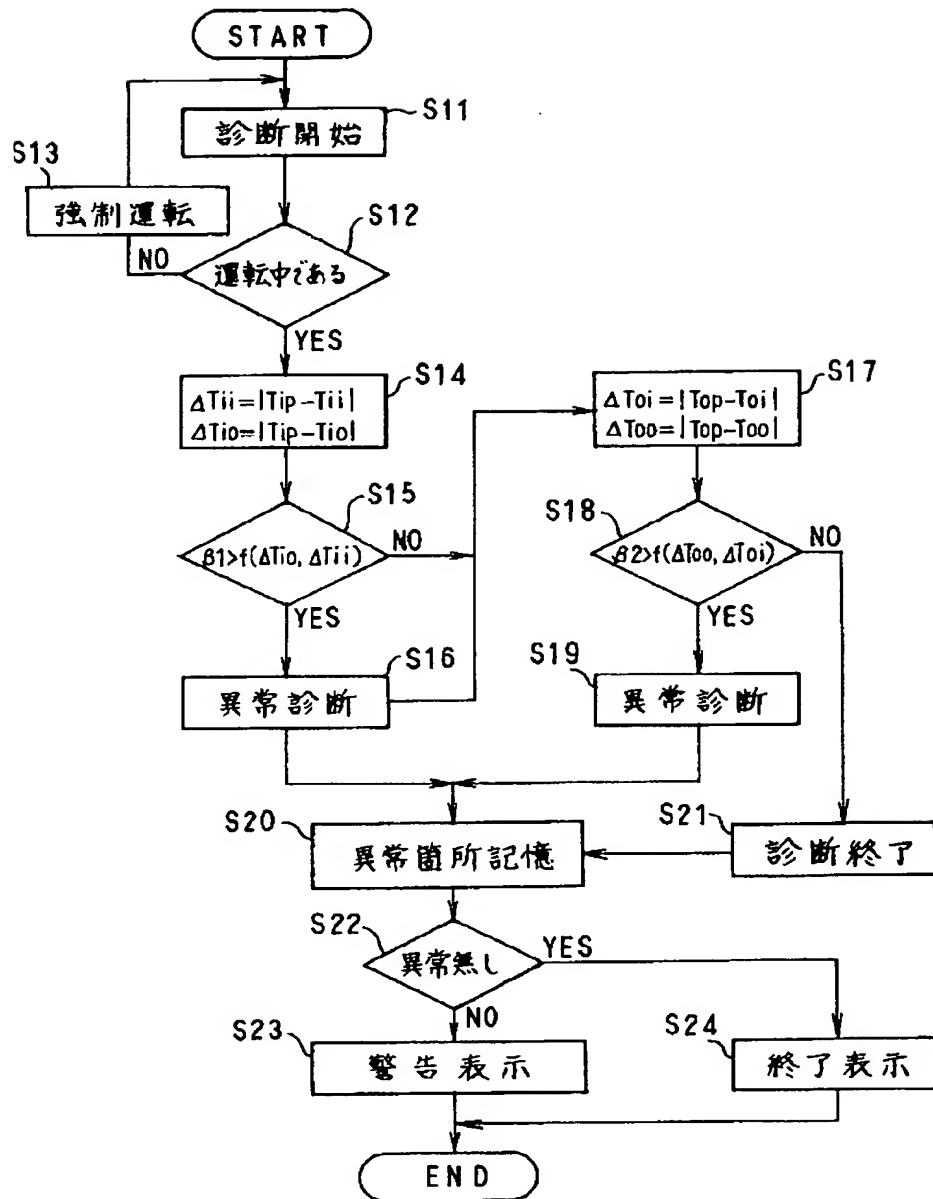 START
S11
診断開始
S13
強制運転
S12
運転中である
NO
YES
S14
ΔTii=|Tip-Tii|
ΔTio=|Tip-Tio|
S17
ΔToi=|Top-Toi|
ΔToo=|Top-Too|
S15
β1>f(ΔTio, ΔTii)
NO
YES
S18
β2>f(ΔToo, ΔToi)
NO
YES
S16
異常診断
S19
異常診断
S20
異常箇所記憶
S21
診断終了
S22
異常無し
YES
NO
S23
警告表示
S24
終了表示
END